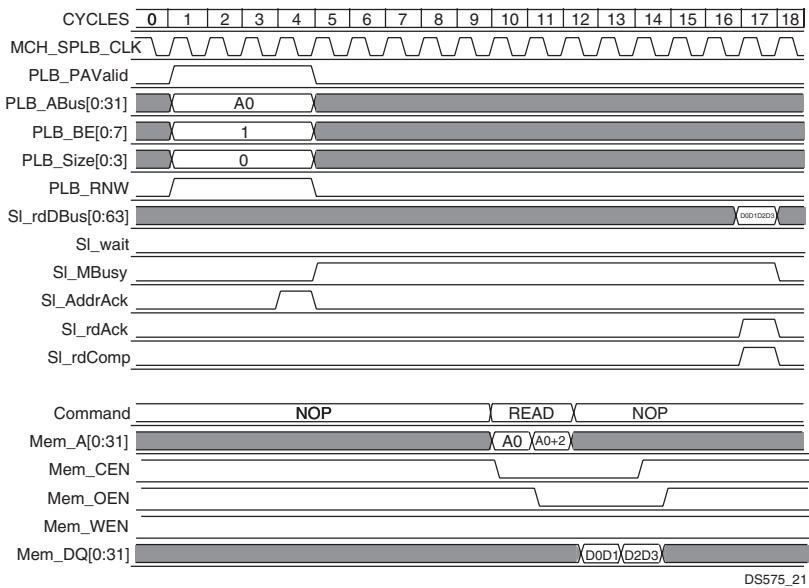 CYCLES 0 1 2 3 4 5 6 7 8 9 10 11 12 13 14 15 16 17 18
MCH_SPLB_CLK
PLB_PAValid
PLB_ABus[0:31] A0
PLB_BE[0:7] 1
PLB_Size[0:3] 0
PLB_RNW
Sl_rdDBus[0:63] D0D1D2D3
Sl_wait
Sl_MBusy
Sl_AddrAck
Sl_rdAck
Sl_rdComp
Command NOP READ NOP
Mem_A[0:31] A0 A0+2
Mem_CEN
Mem_OEN
Mem_WEN
Mem_DQ[0:31] D0D1 D2D3
DS575_21